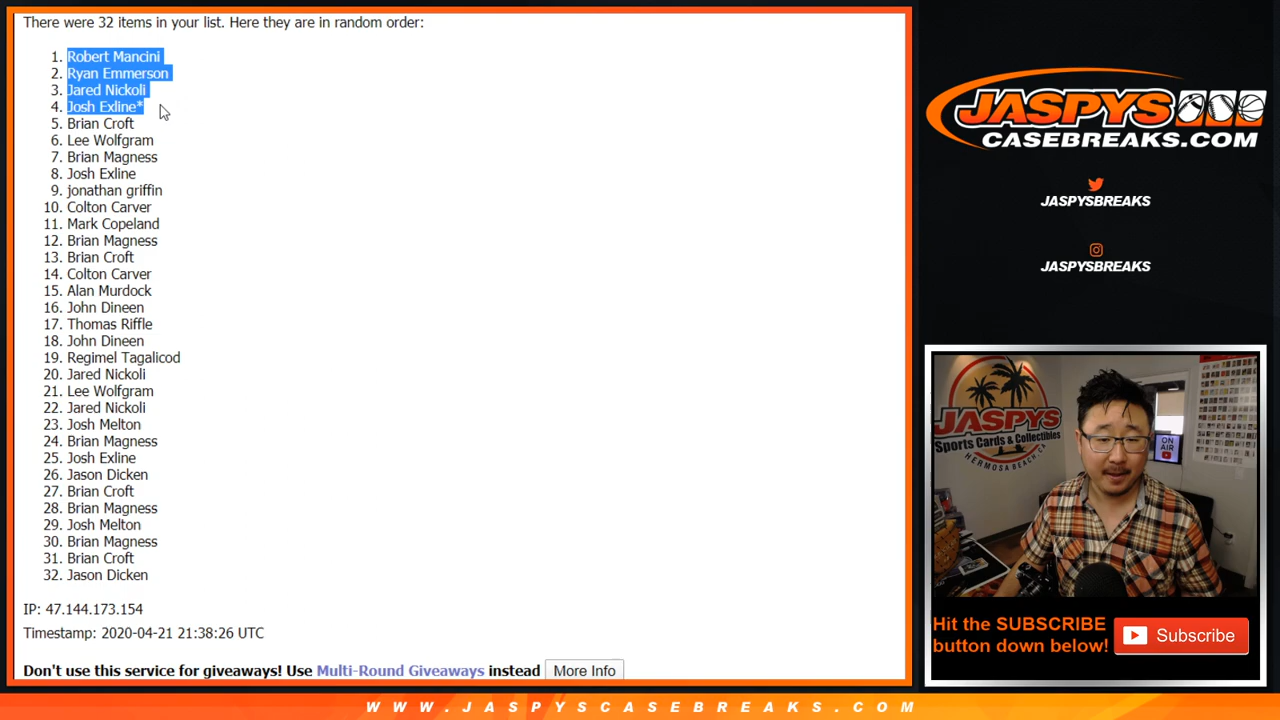 There were 32 items in your list. Here they are in random order:
1. Robert Mancini
2. Ryan Emmerson
3. Jared Nickoli
4. Josh Exline*
5. Brian Croft
6. Lee Wolfgram
7. Brian Magness
8. Josh Exline
9. jonathan griffin
10. Colton Carver
11. Mark Copeland
12. Brian Magness
13. Brian Croft
14. Colton Carver
15. Alan Murdock
16. John Dineen
17. Thomas Riffle
18. John Dineen
19. Regimel Tagalicod
20. Jared Nickoli
21. Lee Wolfgram
22. Jared Nickoli
23. Josh Melton
24. Brian Magness
25. Josh Exline
26. Jason Dicken
27. Brian Croft
28. Brian Magness
29. Josh Melton
30. Brian Magness
31. Brian Croft
32. Jason Dicken
IP: 47.144.173.154
Timestamp: 2020-04-21 21:38:26 UTC
Don't use this service for giveaways! Use Multi-Round Giveaways instead More Info
JASPYS
CASEBREAKS.COM
JASPYSBREAKS
JASPYSBREAKS
JASPYS
Sports Cards & Collectibles
HERMOSA BEACH, CA
ON
AIR
Hit the SUBSCRIBE
button down below!
Subscribe
WWW.JASPYSCASEBREAKS.COM